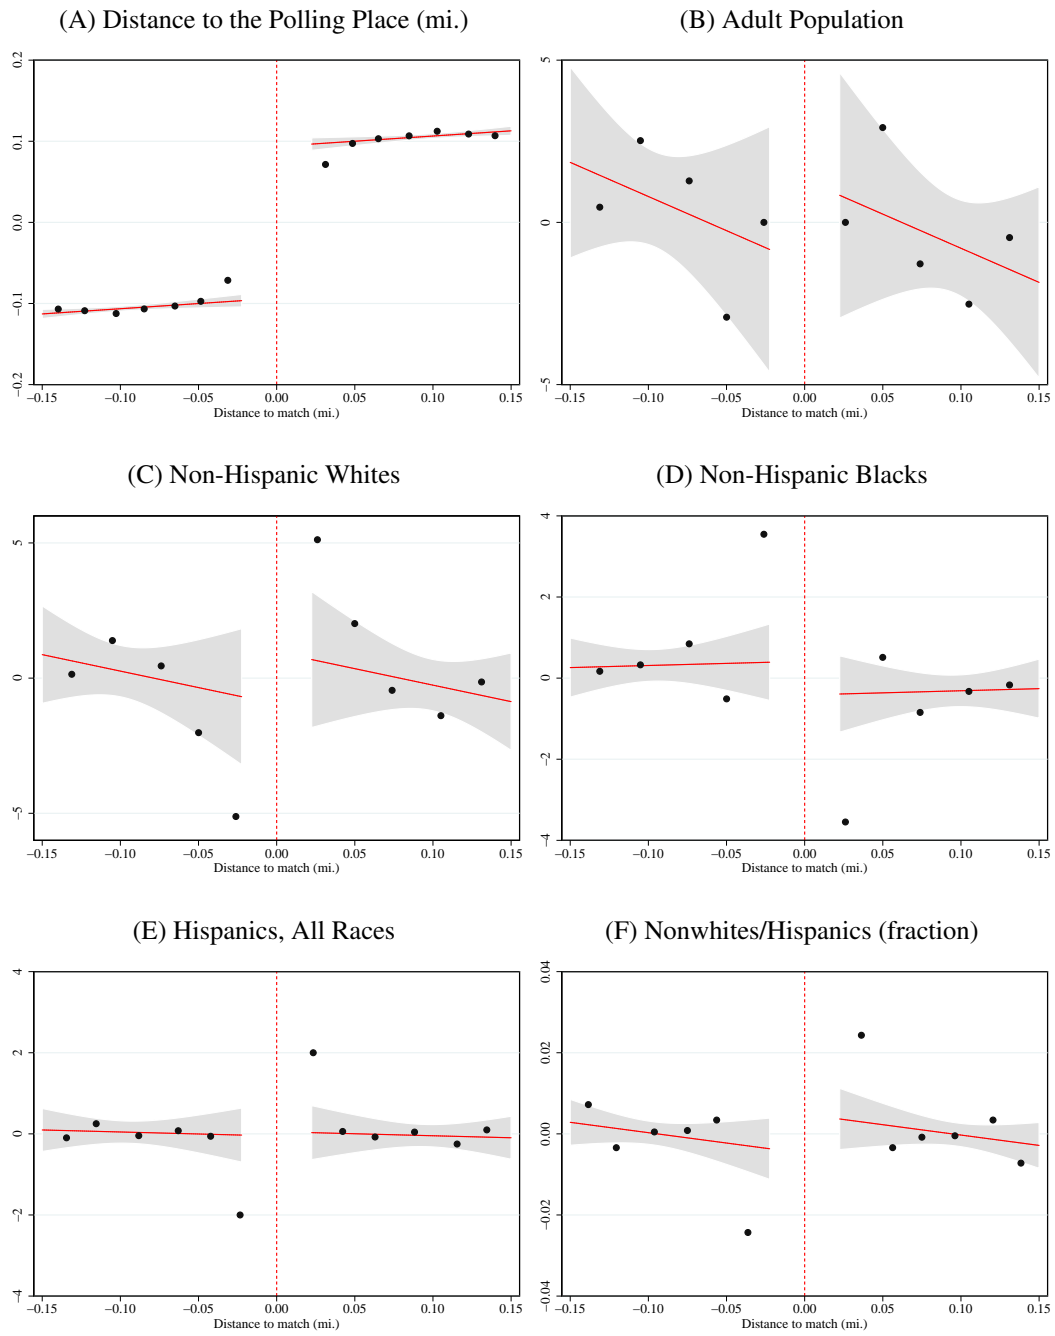 (A) Distance to the Polling Place (mi.)
0.2
0.1
0.0
−0.1
−0.2
−0.15 −0.10 −0.05 0.00 0.05 0.10 0.15
Distance to match (mi.)
(B) Adult Population
5
0
−5
−0.15 −0.10 −0.05 0.00 0.05 0.10 0.15
Distance to match (mi.)
(C) Non-Hispanic Whites
5
0
−5
−0.15 −0.10 −0.05 0.00 0.05 0.10 0.15
Distance to match (mi.)
(D) Non-Hispanic Blacks
4
2
0
−2
−4
−0.15 −0.10 −0.05 0.00 0.05 0.10 0.15
Distance to match (mi.)
(E) Hispanics, All Races
4
2
0
−2
−4
−0.15 −0.10 −0.05 0.00 0.05 0.10 0.15
Distance to match (mi.)
(F) Nonwhites/Hispanics (fraction)
0.04
0.02
0.00
−0.02
−0.04
−0.15 −0.10 −0.05 0.00 0.05 0.10 0.15
Distance to match (mi.)